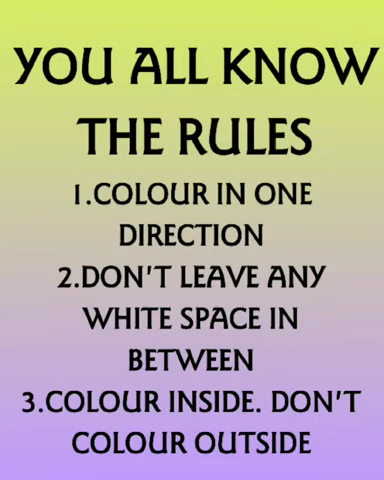 YOU ALL KNOW
THE RULES
1.COLOUR IN ONE
DIRECTION
2.DON'T LEAVE ANY
WHITE SPACE IN
BETWEEN
3.COLOUR INSIDE. DON'T
COLOUR OUTSIDE